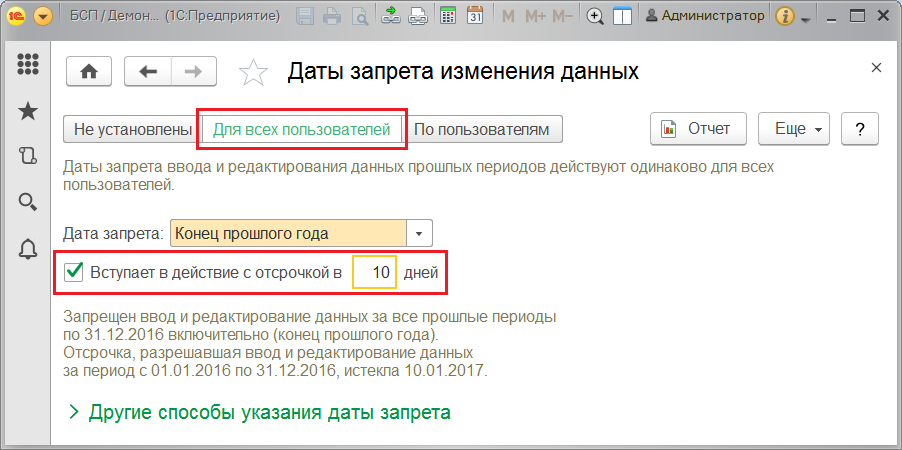 1С БСП / Демон... (1С:Предприятие) 31 M M+ M− Администратор i
Даты запрета изменения данных
Не установлены Для всех пользователей По пользователям Отчет Еще ?
Даты запрета ввода и редактирования данных прошлых периодов действуют одинаково для всех
пользователей.
Дата запрета: Конец прошлого года
Вступает в действие с отсрочкой в 10 дней
Запрещен ввод и редактирование данных за все прошлые периоды
по 31.12.2016 включительно (конец прошлого года).
Отсрочка, разрешавшая ввод и редактирование данных
за период с 01.01.2016 по 31.12.2016, истекла 10.01.2017.
Другие способы указания даты запрета